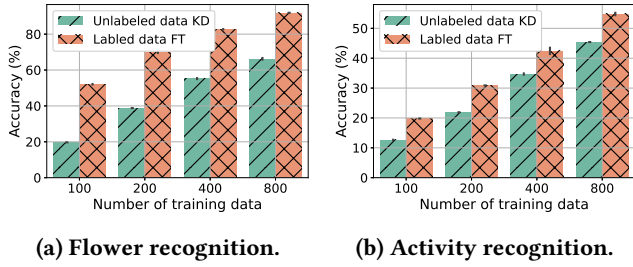 Unlabeled data KD
Labled data FT
Accuracy (%)
80
60
40
20
0
100 200 400 800
Number of training data
(a) Flower recognition.
Unlabeled data KD
Labled data FT
Accuracy (%)
50
40
30
20
10
0
100 200 400 800
Number of training data
(b) Activity recognition.